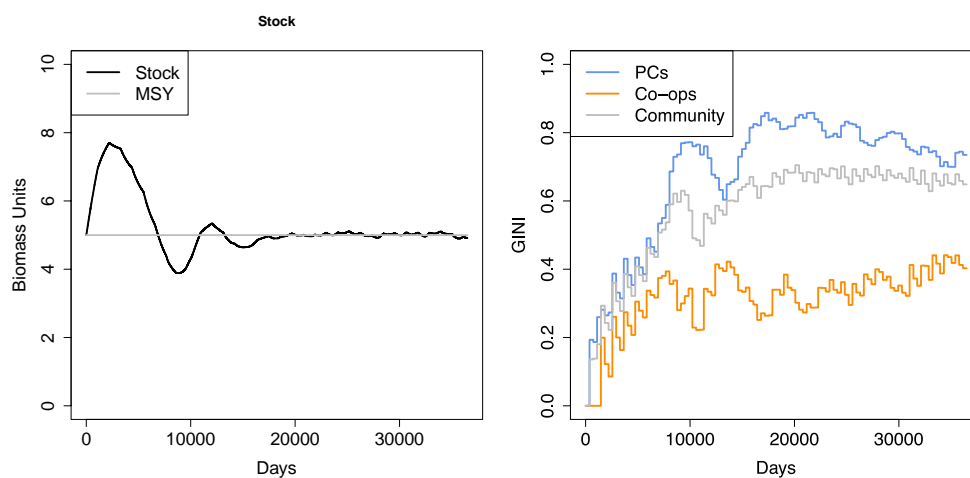 Stock
Stock
MSY
Biomass Units
10
8
6
4
2
0
0 10000 20000 30000
Days
PCs
Co−ops
Community
GINI
1.0
0.8
0.6
0.4
0.2
0.0
0 10000 20000 30000
Days